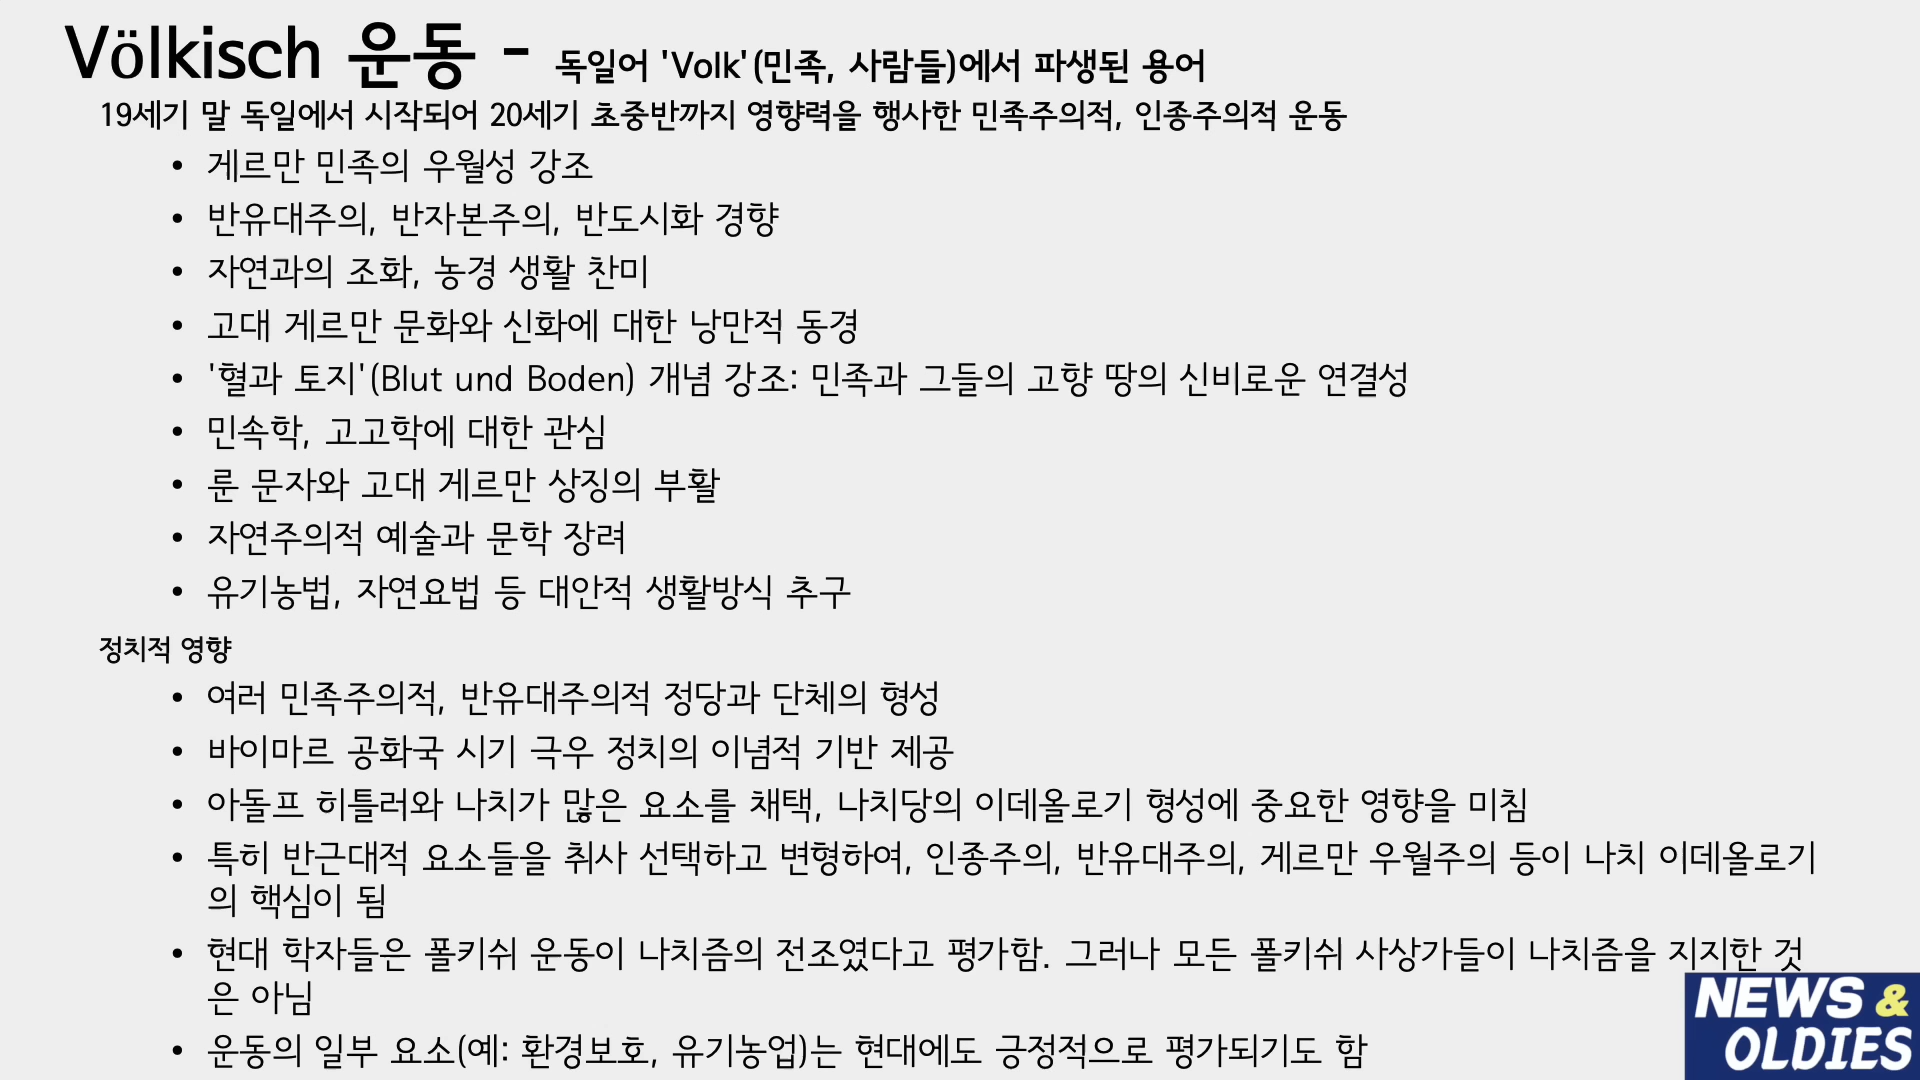 Völkisch 운동 - 독일어 'Volk'(민족, 사람들)에서 파생된 용어
19세기 말 독일에서 시작되어 20세기 초중반까지 영향력을 행사한 민족주의적, 인종주의적 운동
• 게르만 민족의 우월성 강조
• 반유대주의, 반자본주의, 반도시화 경향
• 자연과의 조화, 농경 생활 찬미
• 고대 게르만 문화와 신화에 대한 낭만적 동경
• '혈과 토지'(Blut und Boden) 개념 강조: 민족과 그들의 고향 땅의 신비로운 연결성
• 민속학, 고고학에 대한 관심
• 룬 문자와 고대 게르만 상징의 부활
• 자연주의적 예술과 문학 장려
• 유기농법, 자연요법 등 대안적 생활방식 추구
정치적 영향
• 여러 민족주의적, 반유대주의적 정당과 단체의 형성
• 바이마르 공화국 시기 극우 정치의 이념적 기반 제공
• 아돌프 히틀러와 나치가 많은 요소를 채택, 나치당의 이데올로기 형성에 중요한 영향을 미침
• 특히 반근대적 요소들을 취사 선택하고 변형하여, 인종주의, 반유대주의, 게르만 우월주의 등이 나치 이데올로기
의 핵심이 됨
• 현대 학자들은 폴키쉬 운동이 나치즘의 전조였다고 평가함. 그러나 모든 폴키쉬 사상가들이 나치즘을 지지한 것
은 아님
• 운동의 일부 요소(예: 환경보호, 유기농업)는 현대에도 긍정적으로 평가되기도 함
NEWS &
OLDIES